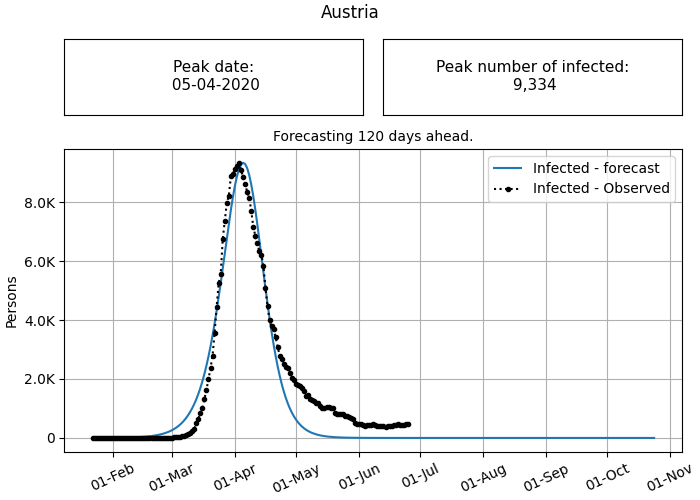 Austria
Peak date:
05-04-2020
Peak number of infected:
9,334
Forecasting 120 days ahead.
Infected - forecast
Infected - Observed
8.0K
6.0K
4.0K
2.0K
0
Persons
01-Feb
01-Mar
01-Apr
01-May
01-Jun
01-Jul
01-Aug
01-Sep
01-Oct
01-Nov